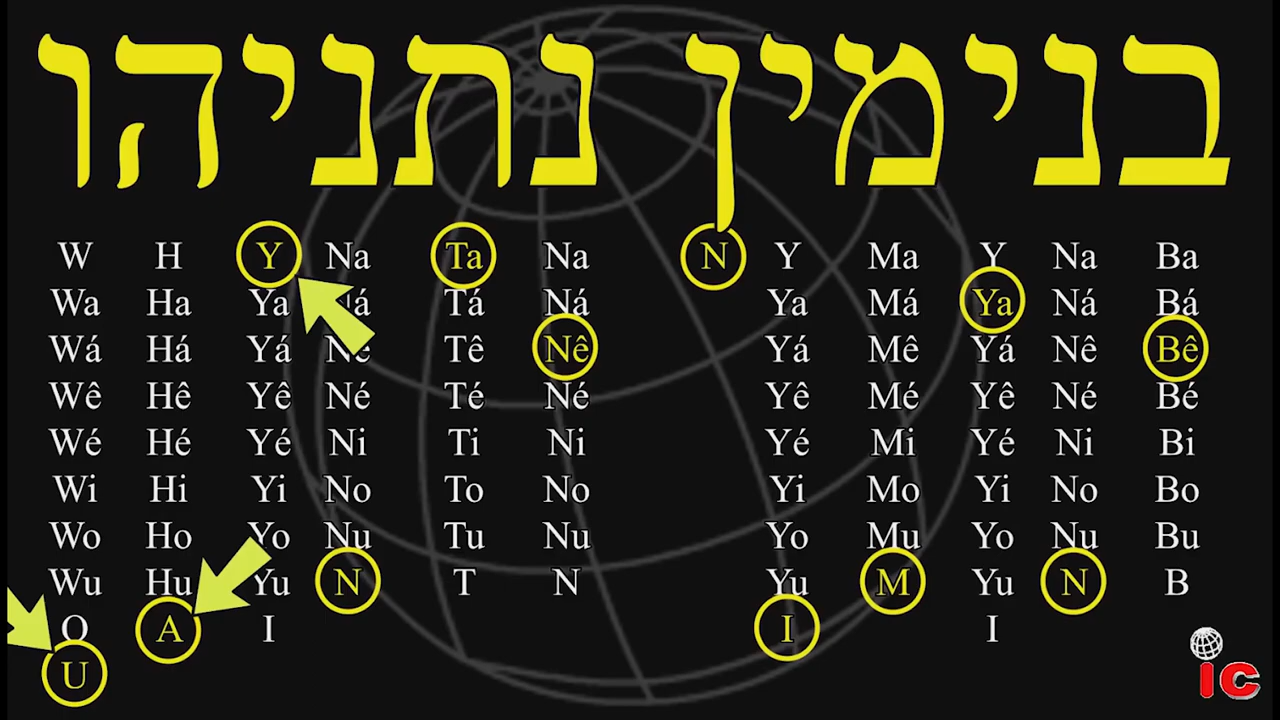 בנימין נתניהו
W H Y Na Ta Na N Y Ma Y Na Ba
Wa Ha Ya Ná Tá Ná Ya Má Ya Ná Bá
Wá Há Yá Nê Tê Nê Yá Mê Yá Nê Bê
Wê Hê Yê Né Té Né Yê Mé Yê Né Bé
Wé Hé Yé Ni Ti Ni Yé Mi Yé Ni Bi
Wi Hi Yi No To No Yi Mo Yi No Bo
Wo Ho Yo Nu Tu Nu Yo Mu Yo Nu Bu
Wu Hu Yu N T N Yu M Yu N B
O A I I I
U
IC